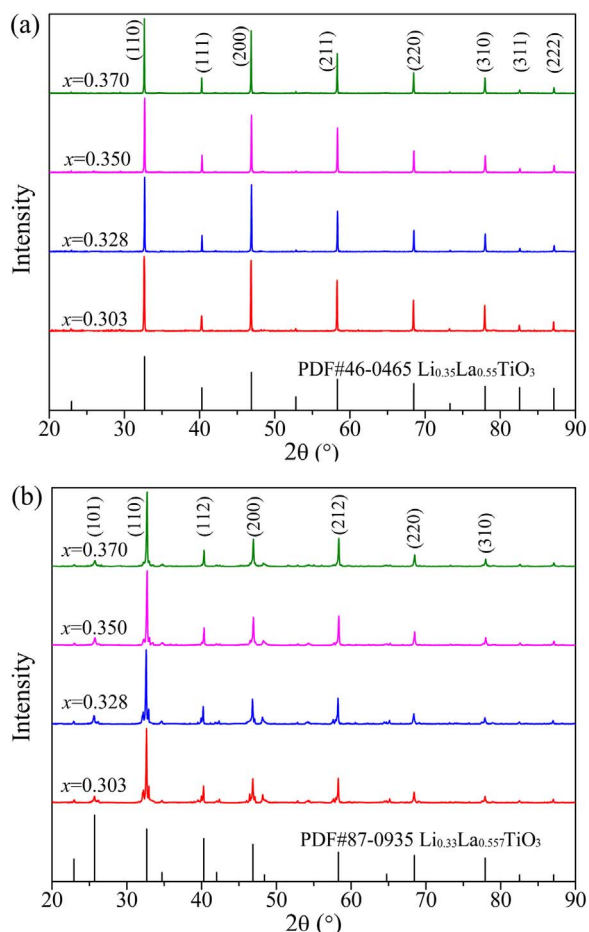 (a)
(110)
(111)
(200)
(211)
(220)
(310)
(311)
(222)
x=0.370
x=0.350
x=0.328
x=0.303
Intensity
PDF#46-0465 Li0.35La0.55TiO3
20 30 40 50 60 70 80 90
2θ (°)
(b)
(101)
(110)
(112)
(200)
(212)
(220)
(310)
x=0.370
x=0.350
x=0.328
x=0.303
Intensity
PDF#87-0935 Li0.33La0.557TiO3
20 30 40 50 60 70 80 90
2θ (°)